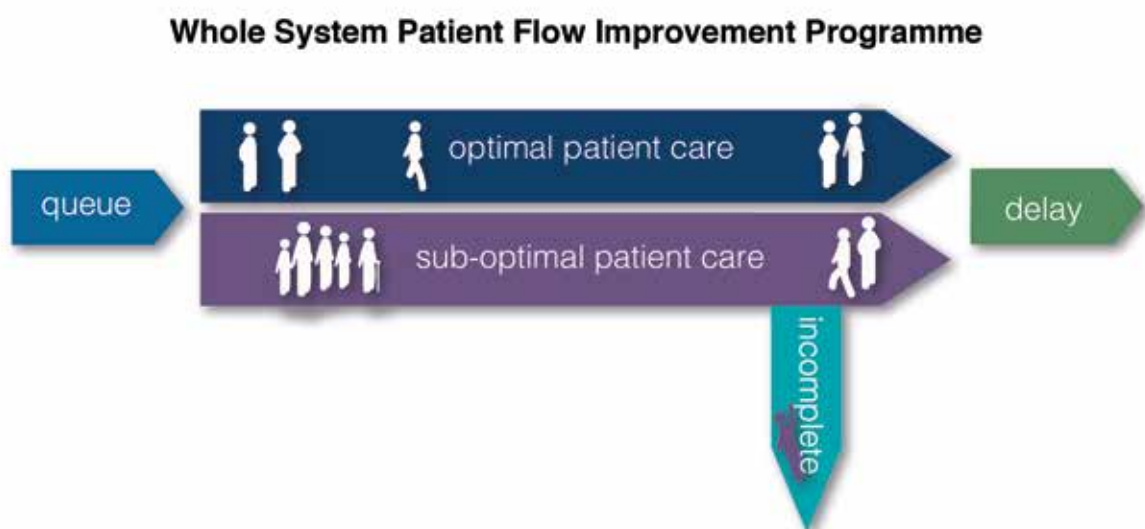 Whole System Patient Flow Improvement Programme
optimal patient care
queue
delay
sub-optimal patient care
incomplete